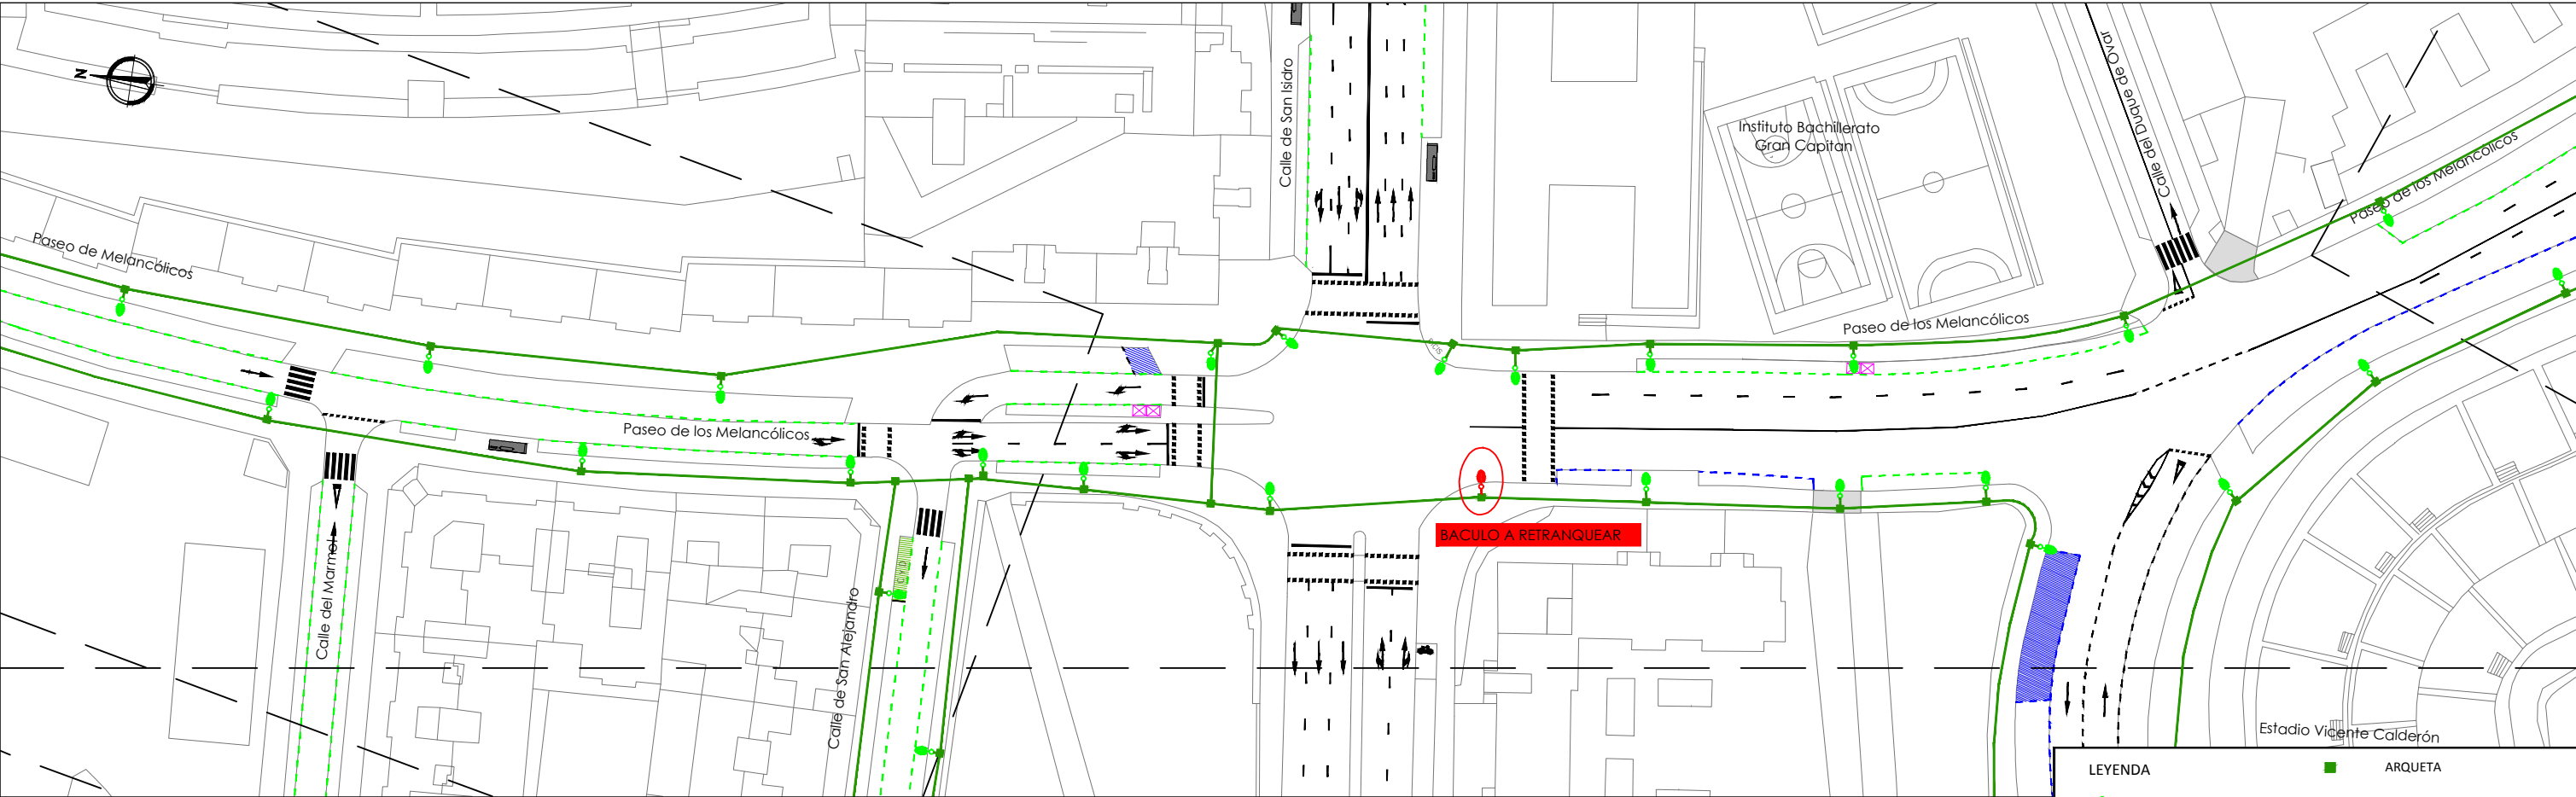 N
Calle de San Isidro
Calle del Duque de Ovar
Instituto Bachillerato
Gran Capitan
Paseo de los Melancólicos
Paseo de Melancólicos
Paseo de los Melancólicos
Paseo de los Melancólicos
BACULO A RETRANQUEAR
Calle del Marmol
Calle de San Alejandro
Estadio Vicente Calderón
LEYENDA
ARQUETA